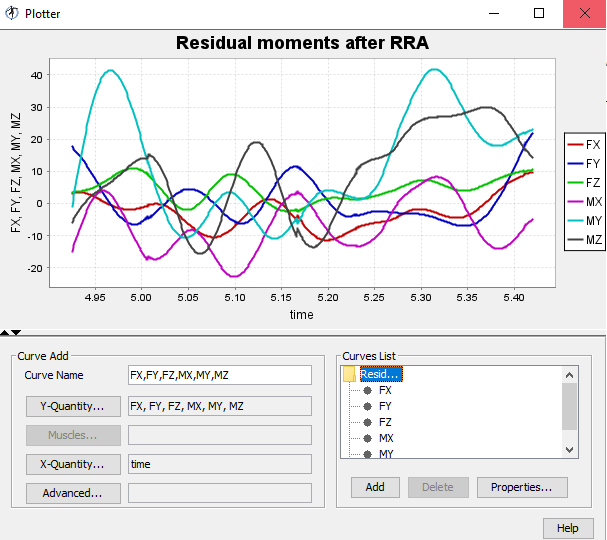 Plotter
Residual moments after RRA
FX, FY, FZ, MX, MY, MZ
40
30
20
10
0
-10
-20
4.95 5.00 5.05 5.10 5.15 5.20 5.25 5.30 5.35 5.40
time
FX
FY
FZ
MX
MY
MZ
Curve Add
Curve Name FX,FY,FZ,MX,MY,MZ
Y-Quantity... FX, FY, FZ, MX, MY, MZ
Muscles...
X-Quantity... time
Advanced...
Curves List
Resid...
FX
FY
FZ
MX
MY
Add Delete Properties...
Help